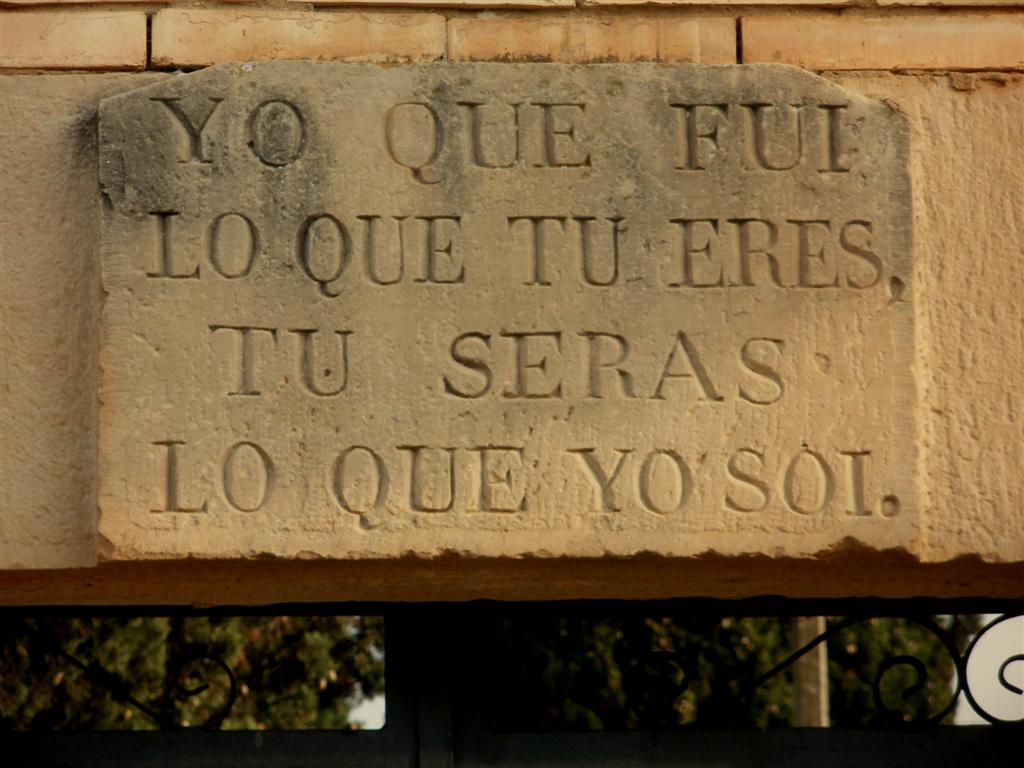 YO QUE FUI
LO QUE TU ERES,
TU SERAS
LO QUE YO SOI.